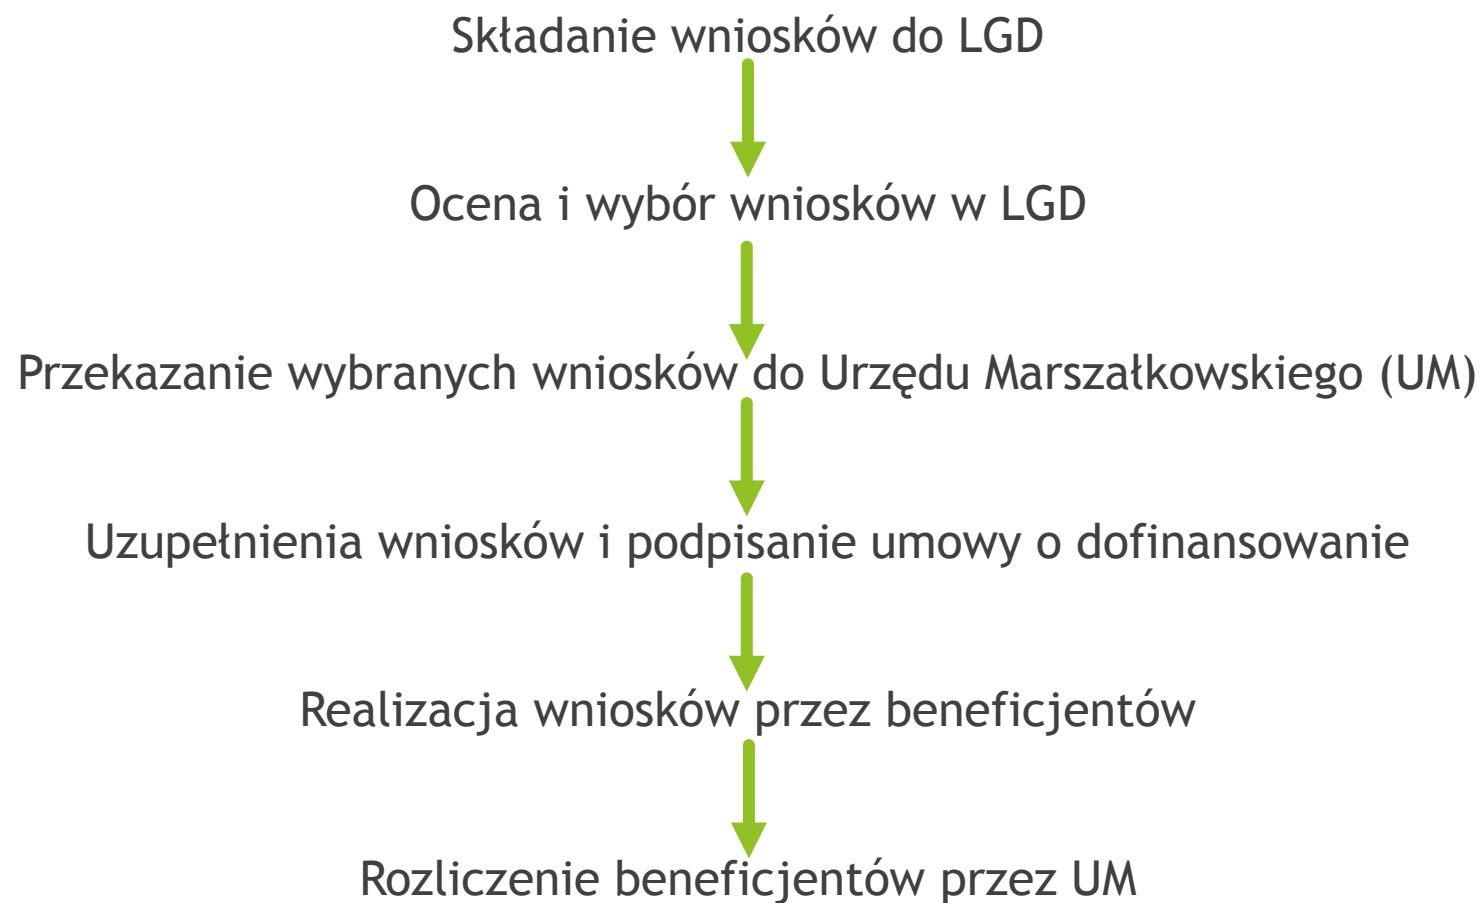 Składanie wniosków do LGD
Ocena i wybór wniosków w LGD
Przekazanie wybranych wniosków do Urzędu Marszałkowskiego (UM)
Uzupełnienia wniosków i podpisanie umowy o dofinansowanie
Realizacja wniosków przez beneficjentów
Rozliczenie beneficjentów przez UM